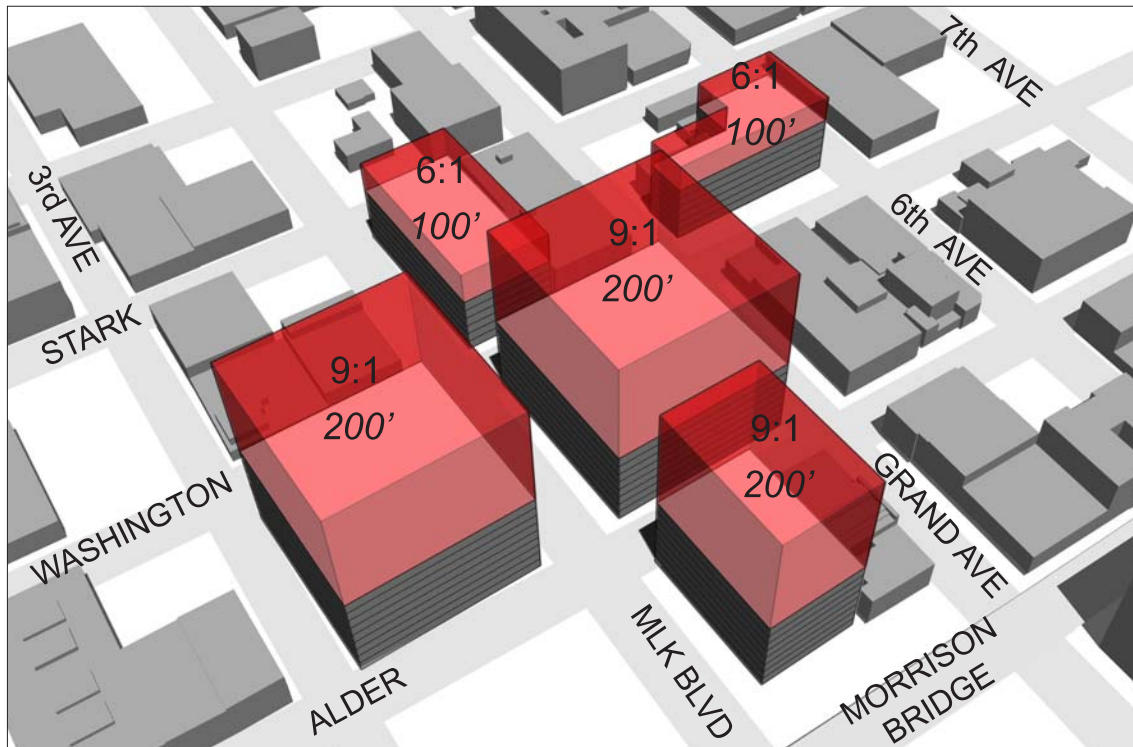 7th AVE
6:1
100’
6:1
100’
3rd AVE
6th AVE
9:1
200’
STARK
9:1
200’
9:1
200’
GRAND AVE
WASHINGTON
MLK BLVD
MORRISON
BRIDGE
ALDER